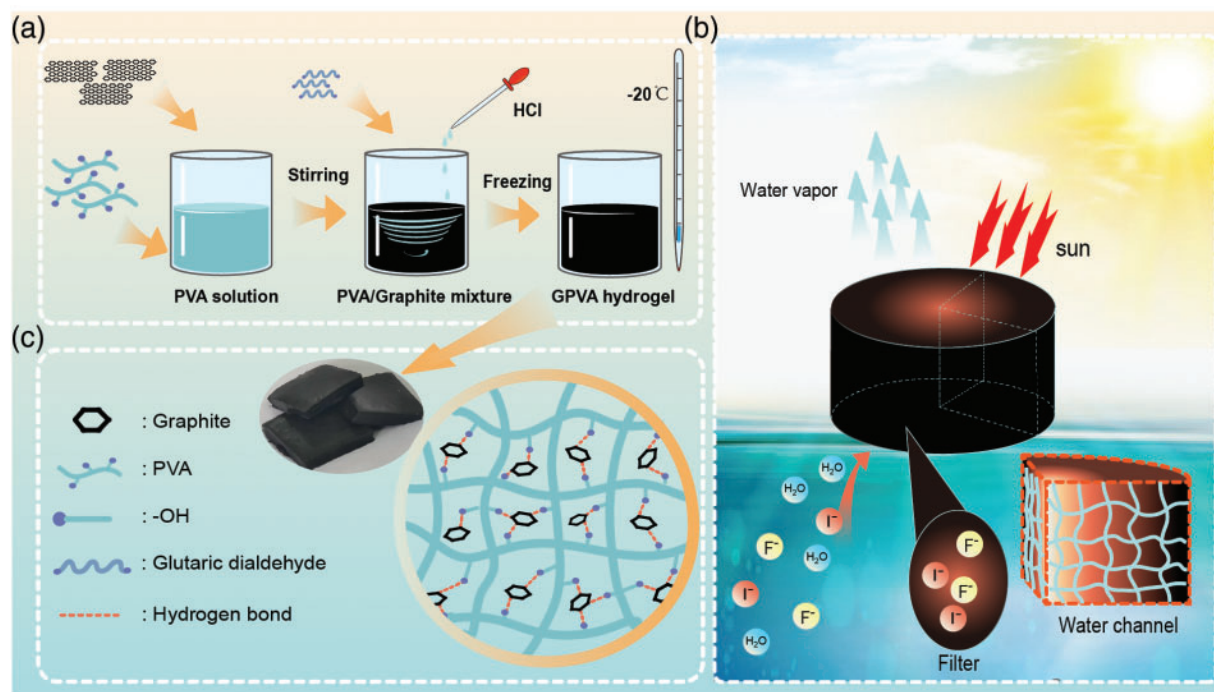 (a)
-20℃
HCl
Stirring
Freezing
PVA solution
PVA/Graphite mixture
GPVA hydrogel
(b)
Water vapor
sun
H₂O
H₂O
I⁻
F⁻
H₂O
I⁻
F⁻
H₂O
F⁻
I⁻
F⁻
I⁻
Filter
Water channel
(c)
: Graphite
: PVA
: -OH
: Glutaric dialdehyde
: Hydrogen bond